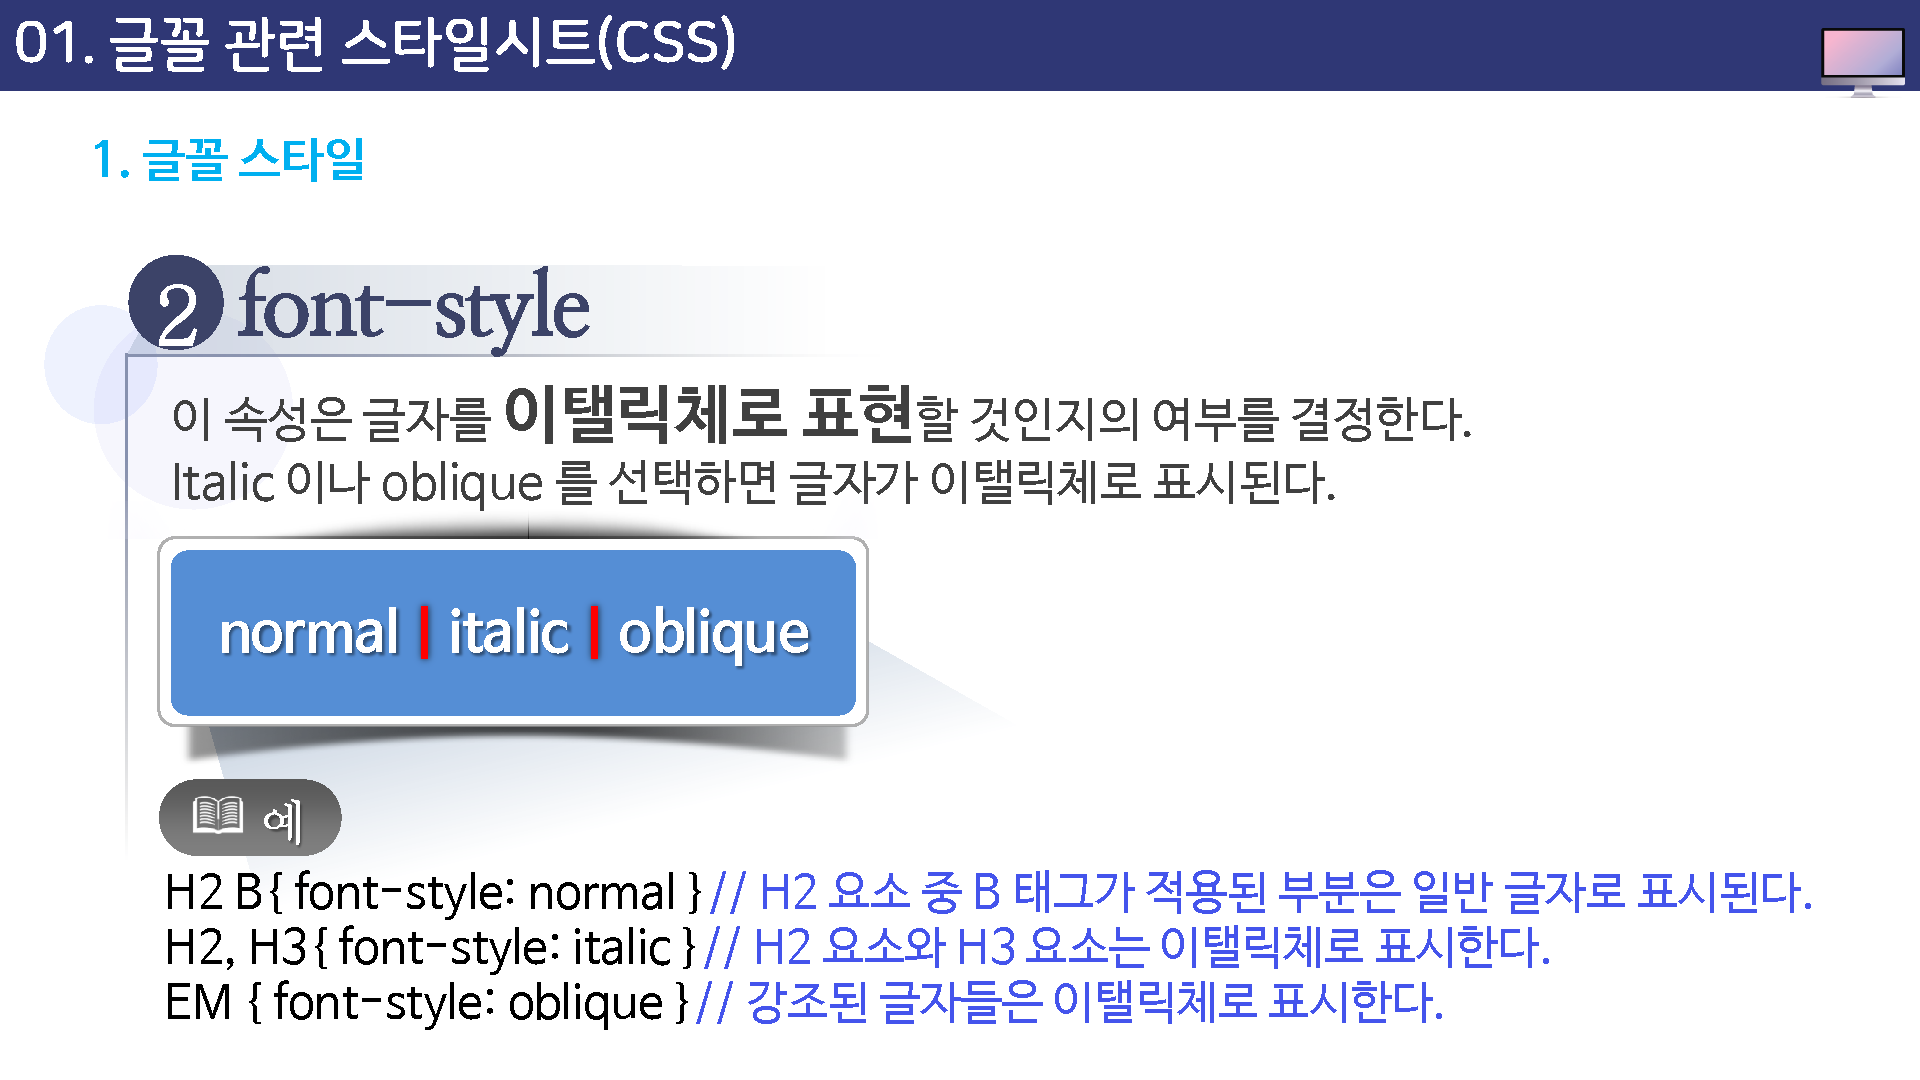 01. 글꼴 관련 스타일시트(CSS)
1. 글꼴 스타일
2 font-style
이 속성은 글자를 이탤릭체로 표현할 것인지의 여부를 결정한다.
Italic 이나 oblique 를 선택하면 글자가 이탤릭체로 표시된다.
normal | italic | oblique
예
H2 B{ font-style: normal }// H2 요소 중 B 태그가 적용된 부분은 일반 글자로 표시된다.
H2, H3{ font-style: italic }// H2 요소와 H3 요소는 이탤릭체로 표시한다.
EM { font-style: oblique }// 강조된 글자들은 이탤릭체로 표시한다.